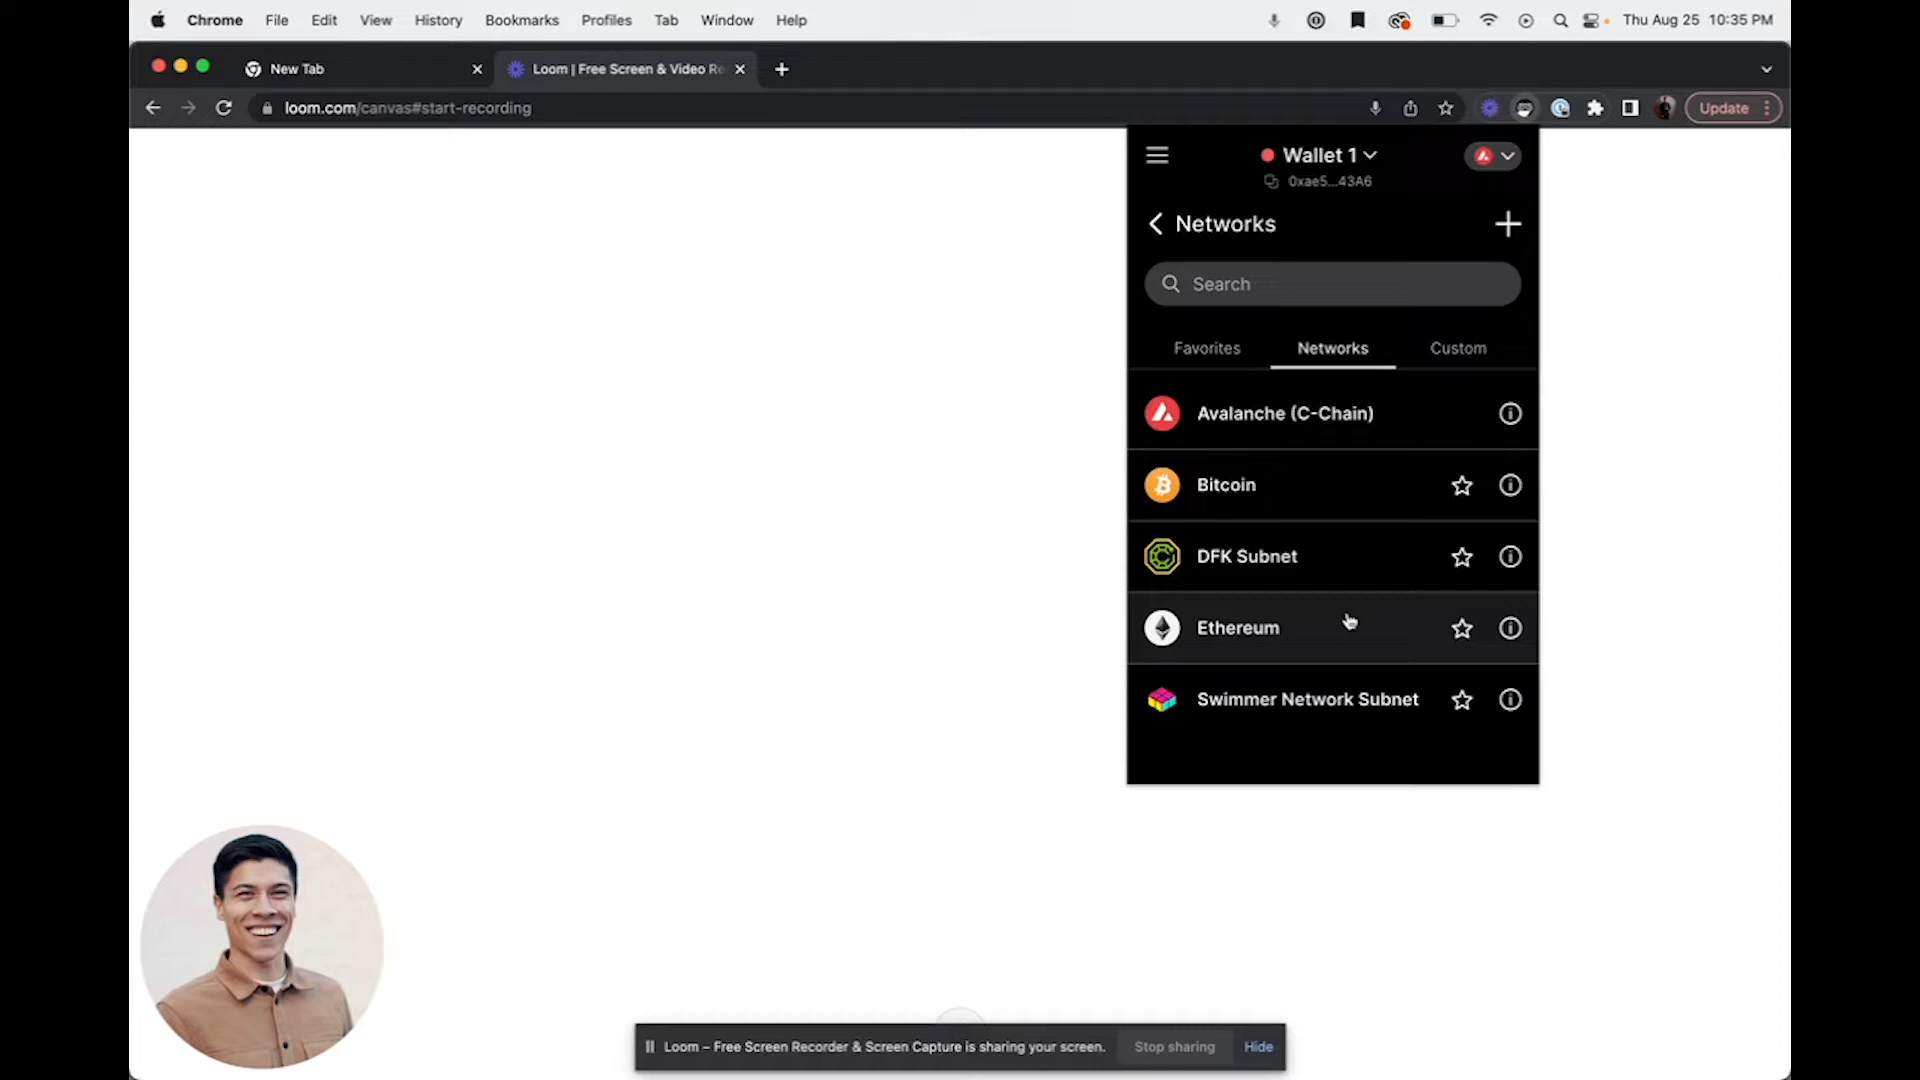 Chrome File Edit View History Bookmarks Profiles Tab Window Help Thu Aug 25 10:35 PM
New Tab Loom | Free Screen & Video Re
loom.com/canvas#start-recording Update
Wallet 1
0xae5...43A6
Networks
Search
Favorites Networks Custom
Avalanche (C-Chain)
Bitcoin
DFK Subnet
Ethereum
Swimmer Network Subnet
Loom – Free Screen Recorder & Screen Capture is sharing your screen. Stop sharing Hide